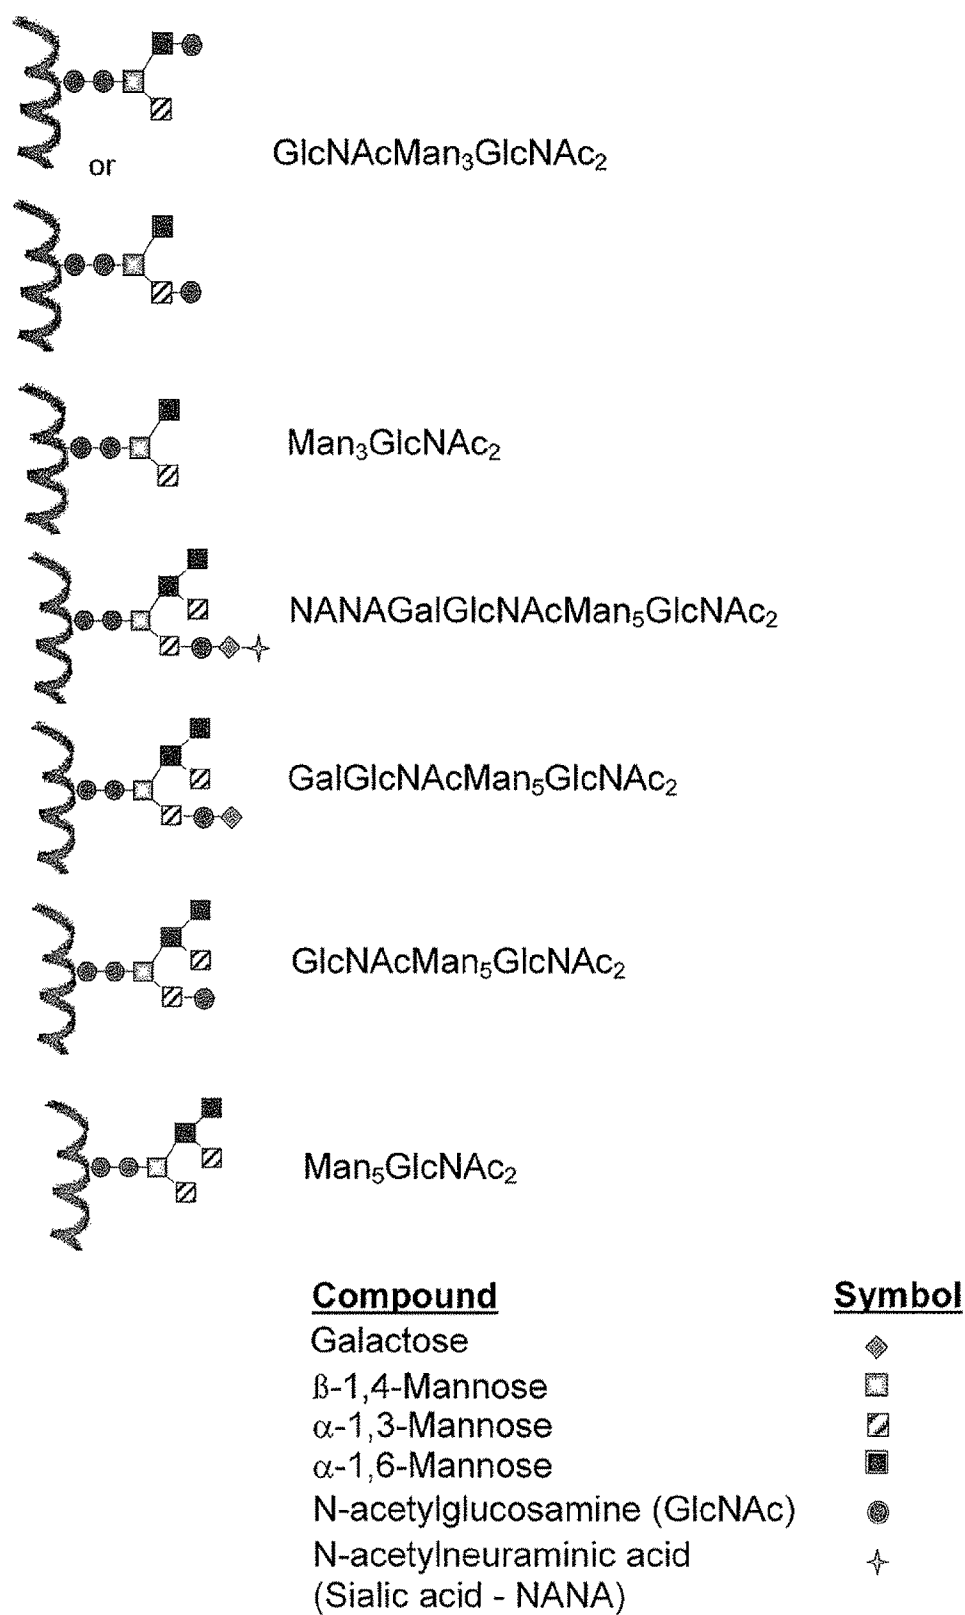 or
GlcNAcMan₃GlcNAc₂
Man₃GlcNAc₂
NANAGalGlcNAcMan₅GlcNAc₂
GalGlcNAcMan₅GlcNAc₂
GlcNAcMan₅GlcNAc₂
Man₅GlcNAc₂
Compound Symbol
Galactose
ß-1,4-Mannose
α-1,3-Mannose
α-1,6-Mannose
N-acetylglucosamine (GlcNAc)
N-acetylneuraminic acid
(Sialic acid - NANA)